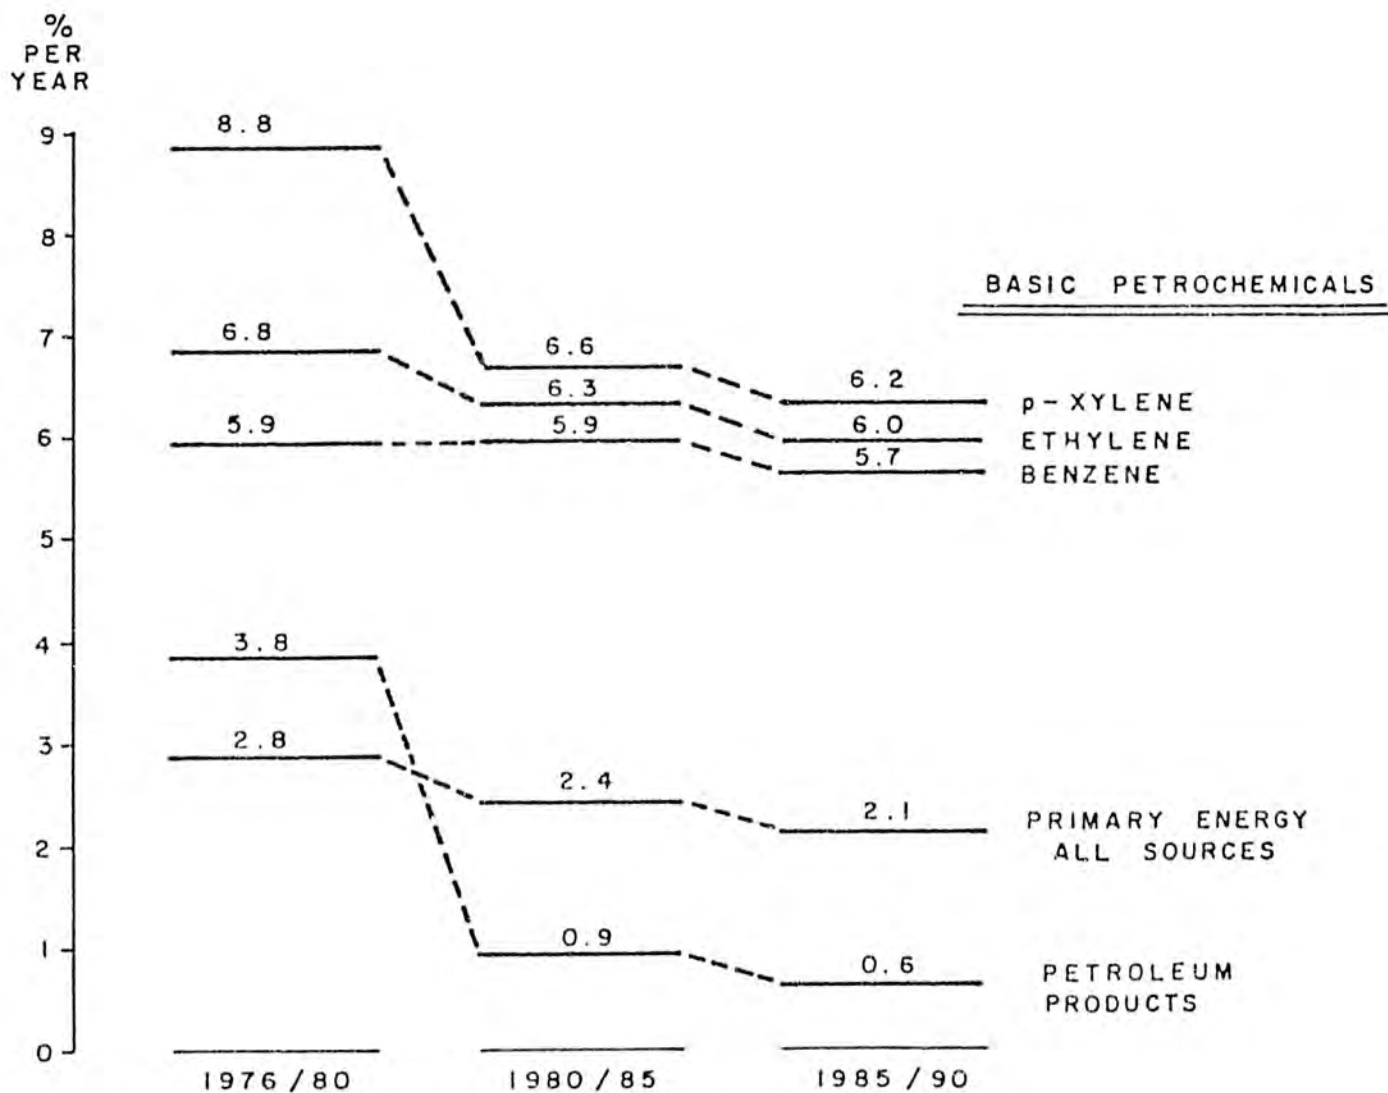 %
PER
YEAR
9
8.8
8
BASIC PETROCHEMICALS
7
6.8
6.6
6.3
6.2
p-XYLENE
6
5.9
5.9
6.0
ETHYLENE
5.7
BENZENE
5
4
3.8
3
2.8
2.4
2.1
PRIMARY ENERGY
ALL SOURCES
2
1
0.9
0.6
PETROLEUM
PRODUCTS
0
1976/80
1980/85
1985/90